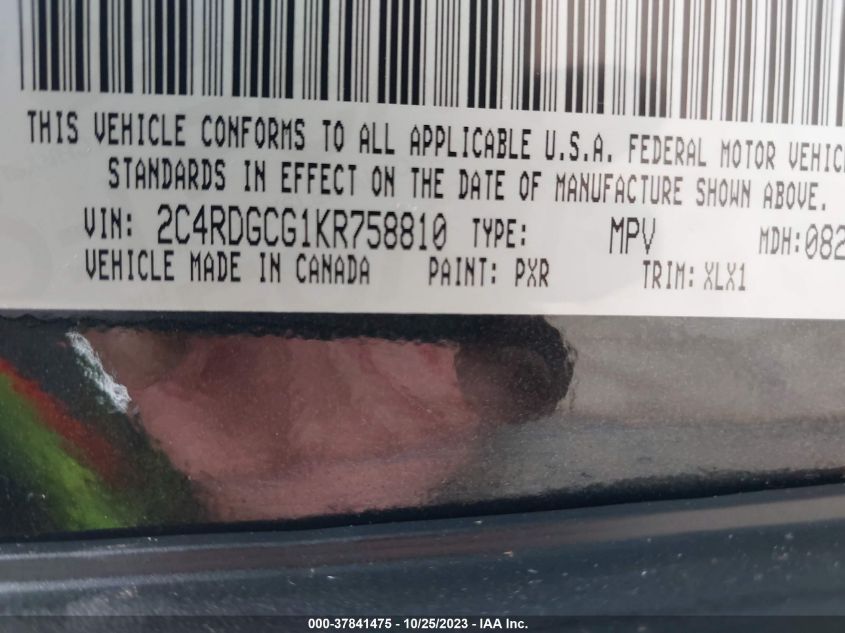 THIS VEHICLE CONFORMS TO ALL APPLICABLE U.S.A. FEDERAL MOTOR VEHIC
STANDARDS IN EFFECT ON THE DATE OF MANUFACTURE SHOWN ABOVE.
VIN: 2C4RDGCG1KR758810 TYPE: MPV MDH:082
VEHICLE MADE IN CANADA PAINT: PXR TRIM: XLX1
000-37841475 - 10/25/2023 - IAA Inc.